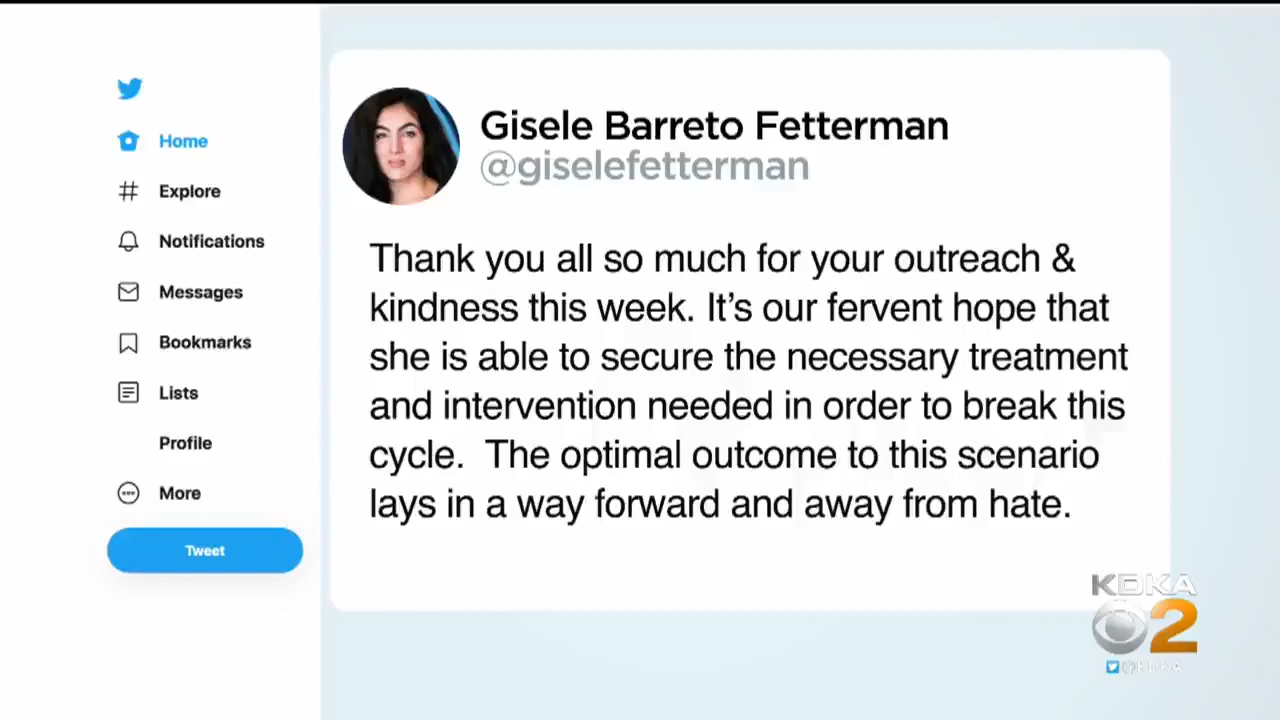 Home
Explore
Notifications
Messages
Bookmarks
Lists
Profile
More
Tweet
Gisele Barreto Fetterman
@giselefetterman
Thank you all so much for your outreach &
kindness this week. It's our fervent hope that
she is able to secure the necessary treatment
and intervention needed in order to break this
cycle.  The optimal outcome to this scenario
lays in a way forward and away from hate.
KDKA
2
@KDKA